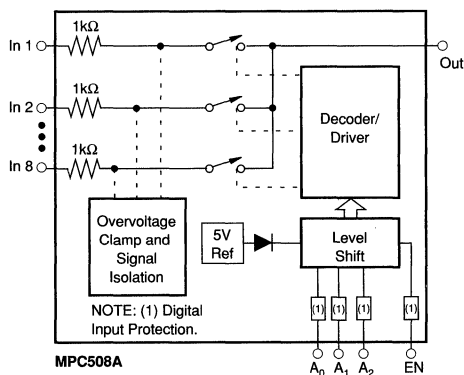 1kΩ
In 1
Out
1kΩ
In 2
Decoder/
Driver
1kΩ
In 8
Overvoltage
Clamp and
Signal
Isolation
5V
Ref
Level
Shift
NOTE: (1) Digital
Input Protection.
(1) (1) (1) (1)
MPC508A
A₀ A₁ A₂ EN